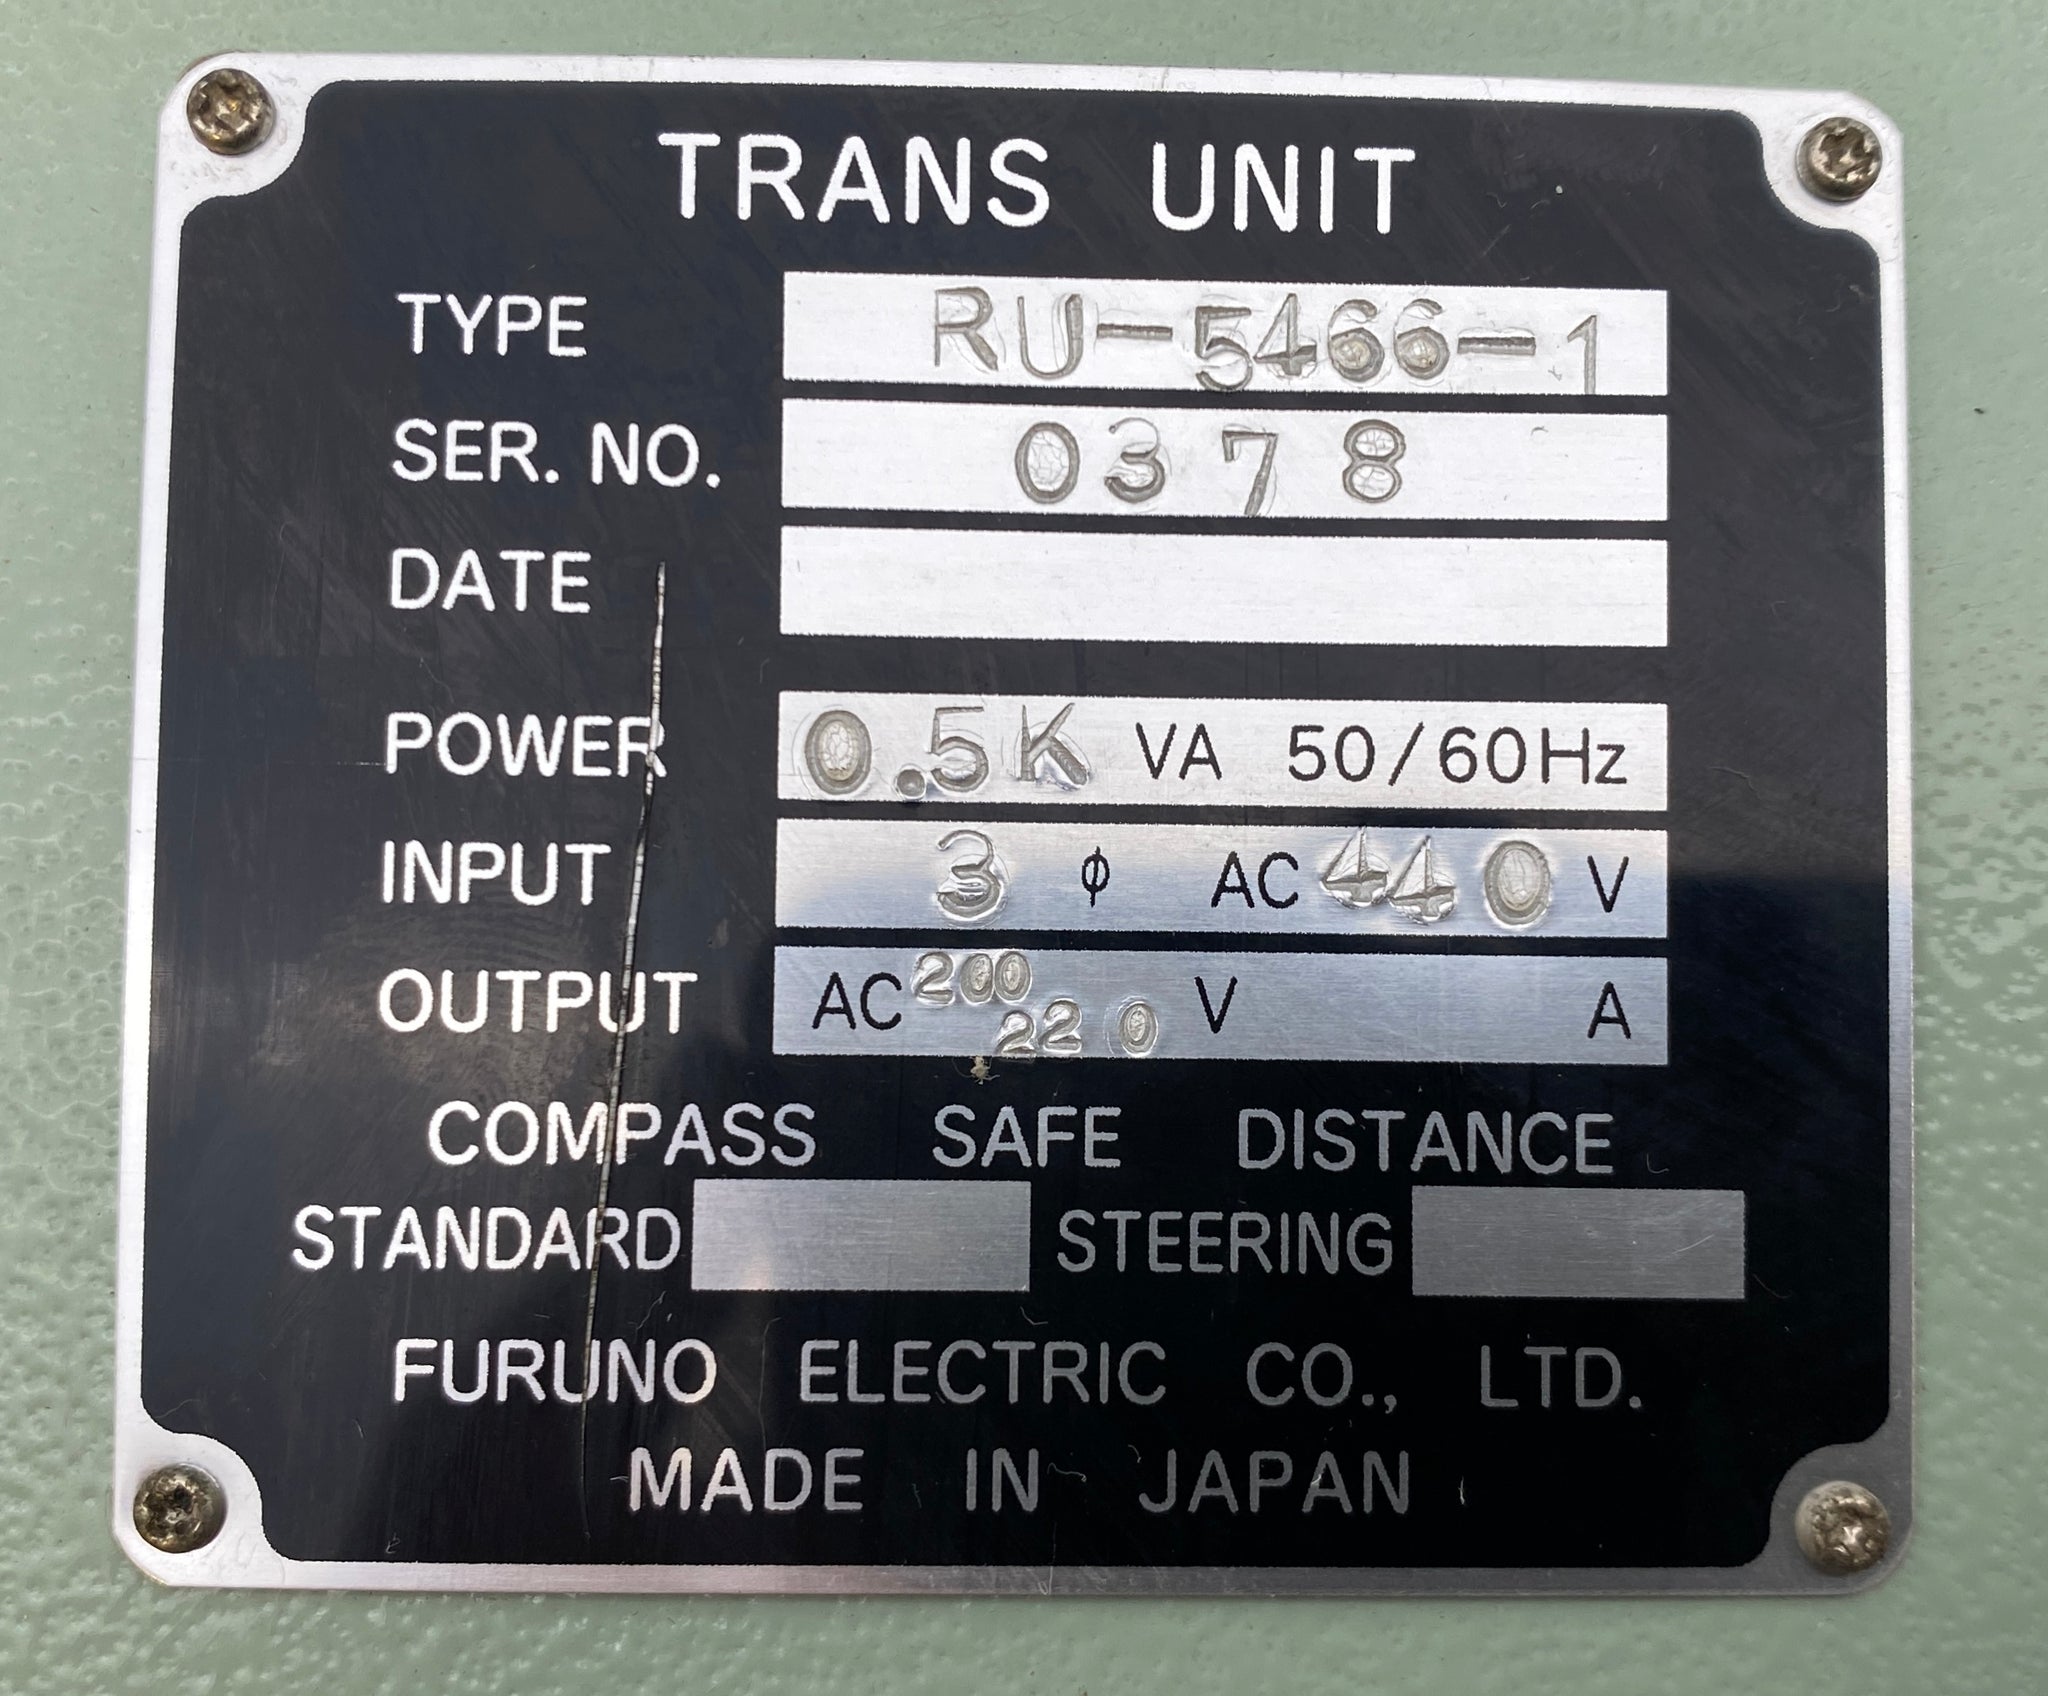 TRANS UNIT
TYPE RU-5466-1
SER. NO. 0378
DATE
POWER 0.5K VA 50/60Hz
INPUT 3 φ AC 440 V
OUTPUT AC 200 220 V A
COMPASS SAFE DISTANCE
STANDARD STEERING
FURUNO ELECTRIC CO., LTD.
MADE IN JAPAN